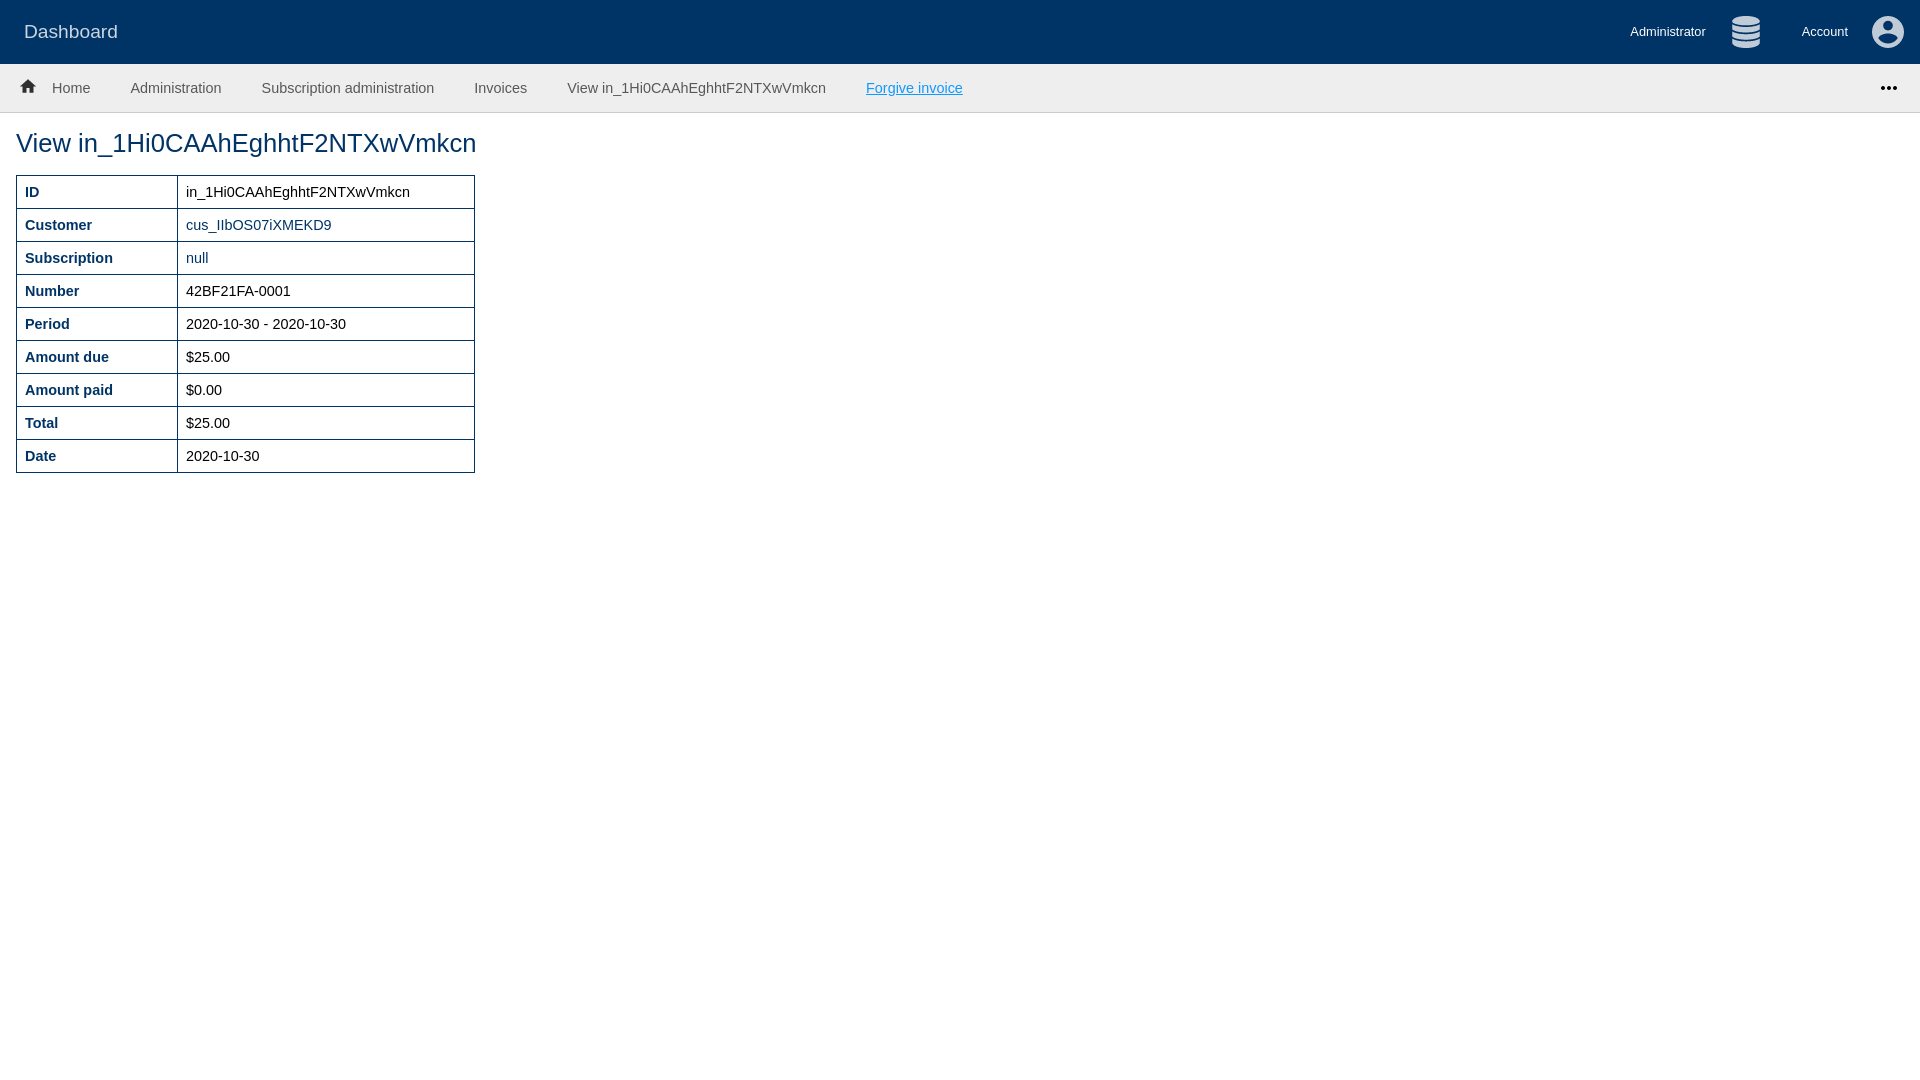 Dashboard
Administrator
Account
Home
Administration
Subscription administration
Invoices
View in_1Hi0CAAhEghhtF2NTXwVmkcn
Forgive invoice
View in_1Hi0CAAhEghhtF2NTXwVmkcn
ID in_1Hi0CAAhEghhtF2NTXwVmkcn
Customer cus_IIbOS07iXMEKD9
Subscription null
Number 42BF21FA-0001
Period 2020-10-30 - 2020-10-30
Amount due $25.00
Amount paid $0.00
Total $25.00
Date 2020-10-30